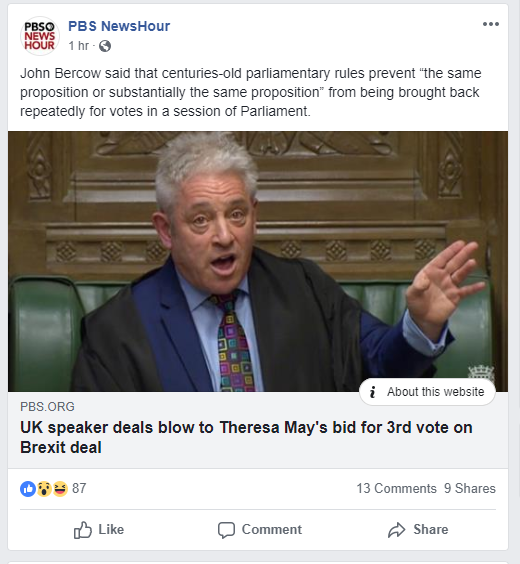 PBS
NEWS
HOUR
PBS NewsHour
1 hr ·
John Bercow said that centuries-old parliamentary rules prevent “the same
proposition or substantially the same proposition” from being brought back
repeatedly for votes in a session of Parliament.
i About this website
PBS.ORG
UK speaker deals blow to Theresa May's bid for 3rd vote on
Brexit deal
87 13 Comments 9 Shares
Like Comment Share